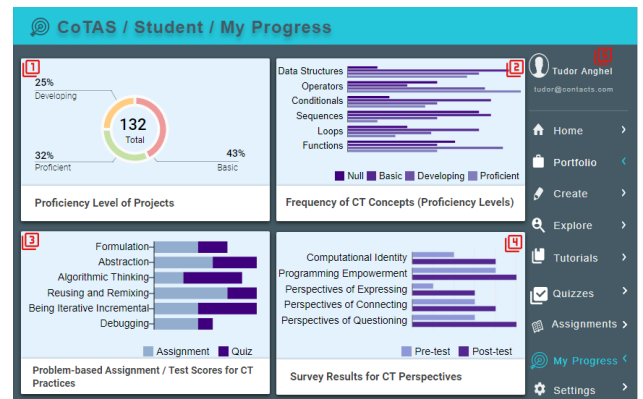 CoTAS / Student / My Progress
1
25%
Developing
132
Total
32%
Proficient
43%
Basic
Proficiency Level of Projects
2
Data Structures
Operators
Conditionals
Sequences
Loops
Functions
Null Basic Developing Proficient
Frequency of CT Concepts (Proficiency Levels)
3
Formulation
Abstraction
Algorithmic Thinking
Reusing and Remixing
Being Iterative Incremental
Debugging
Assignment Quiz
Problem-based Assignment / Test Scores for CT
Practices
4
Computational Identity
Programming Empowerment
Perspectives of Expressing
Perspectives of Connecting
Perspectives of Questioning
Pre-test Post-test
Survey Results for CT Perspectives
Tudor Anghel
tudor@contacts.com
Home
Portfolio
Create
Explore
Tutorials
Quizzes
Assignments
My Progress
Settings